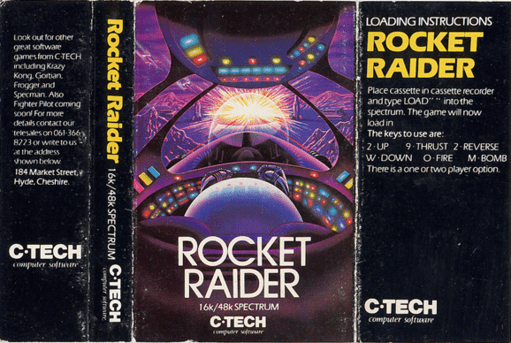 Look out for other
great software
games from C·TECH
including Krazy
Kong, Gorbian,
Frogger and
Specman. Also
Fighter Pilot coming
soon! For more
details contact our
telesales on 061-366
8223 or write to us
at the address
shown below.
184 Market Street,
Hyde, Cheshire.
C·TECH
computer software
Rocket Raider 16k/48k SPECTRUM C·TECH
computer software
ROCKET
RAIDER
16k/48k SPECTRUM
C·TECH
computer software
LOADING INSTRUCTIONS
ROCKET
RAIDER
Place cassette in cassette recorder
and type LOAD" " into the
spectrum. The game will now
load in
The keys to use are:
2·UP 9·THRUST 2·REVERSE
W·DOWN O·FIRE M·BOMB
There is a one or two player option.
C·TECH
computer software